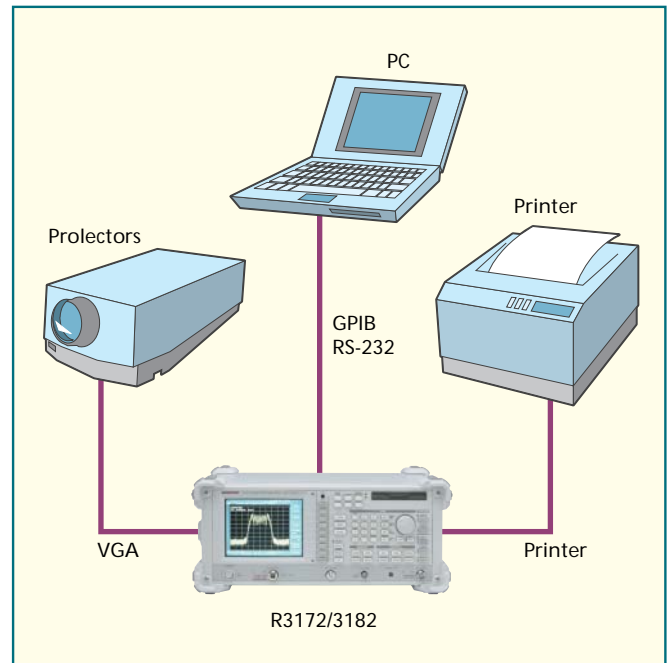 PC
Printer
Prolectors
GPIB
RS-232
VGA
Printer
R3172/3182